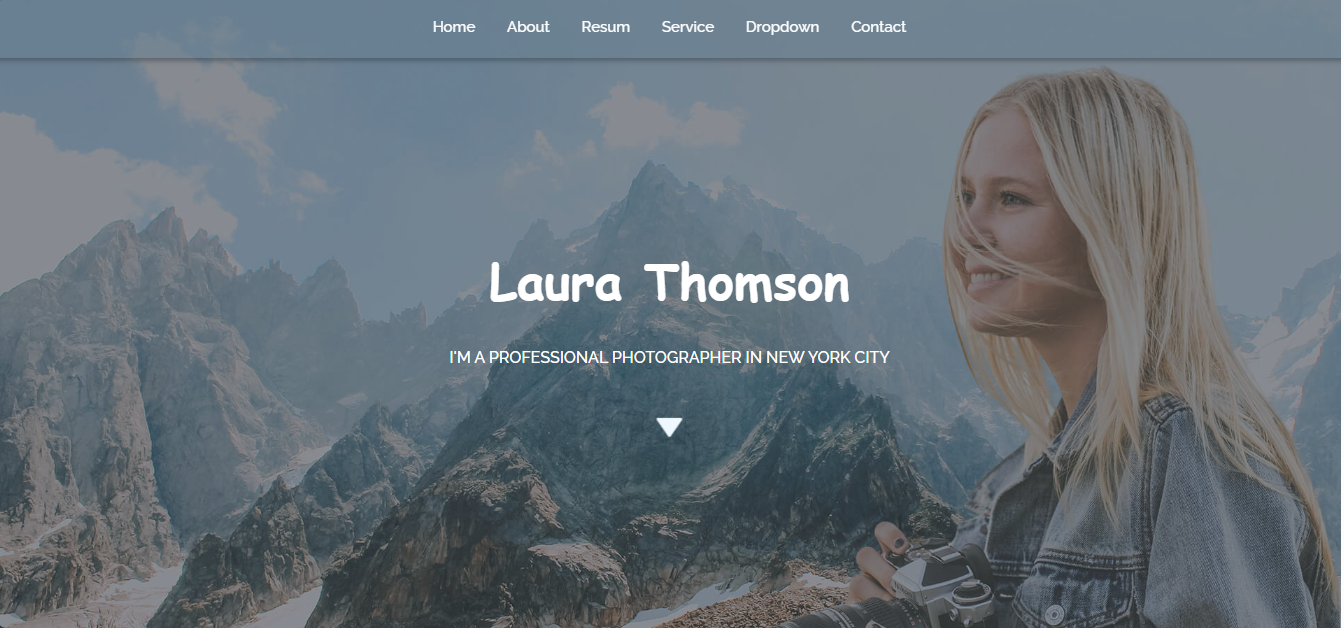 Home About Resum Service Dropdown Contact
Laura Thomson
I'M A PROFESSIONAL PHOTOGRAPHER IN NEW YORK CITY